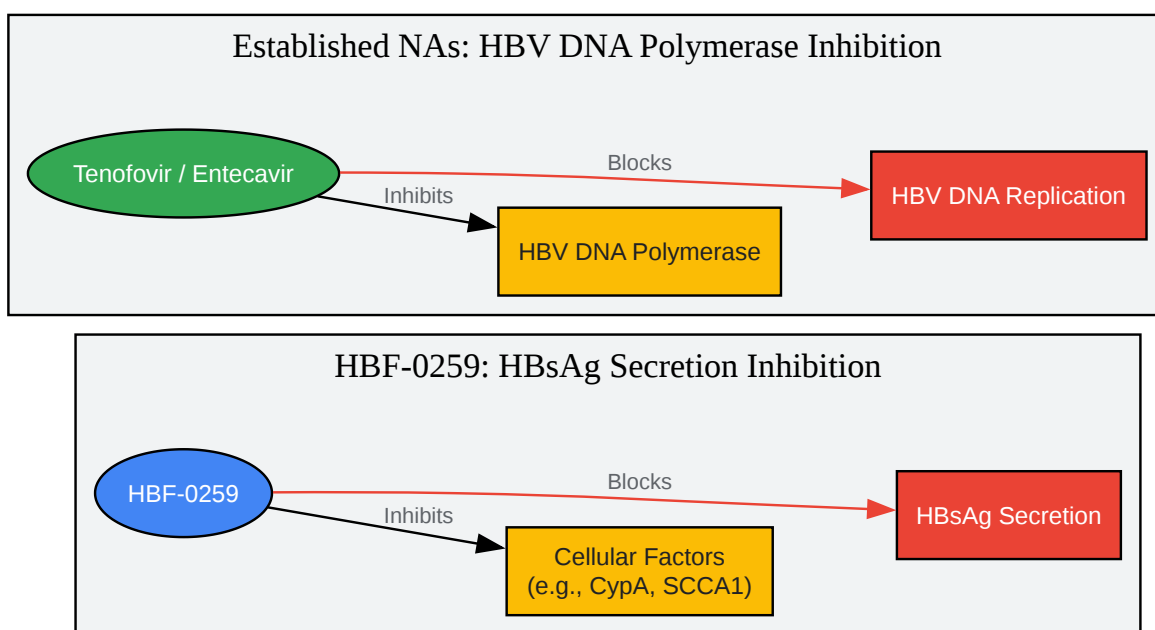 Established NAs: HBV DNA Polymerase Inhibition
Tenofovir / Entecavir
Blocks
Inhibits
HBV DNA Replication
HBV DNA Polymerase
HBF-0259: HBsAg Secretion Inhibition
HBF-0259
Blocks
Inhibits
HBsAg Secretion
Cellular Factors
(e.g., CypA, SCCA1)